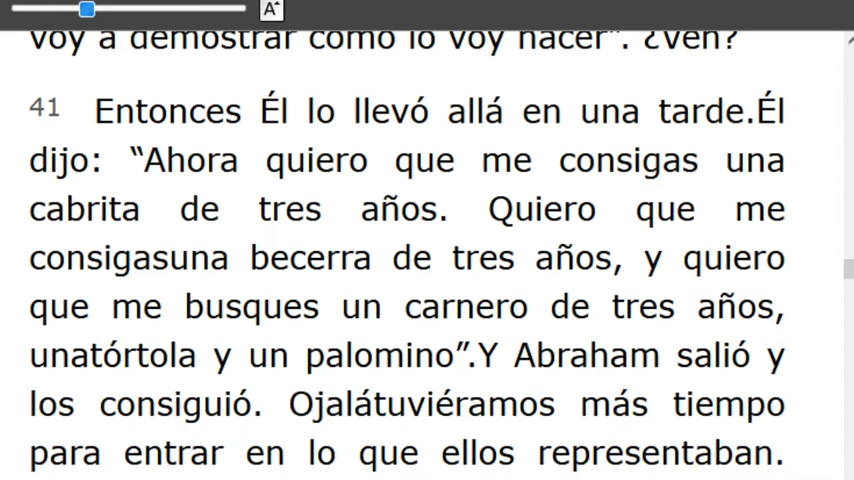 A
voy a demostrar cómo lo voy hacer”. ¿Ven?
41 Entonces Él lo llevó allá en una tarde.Él
dijo: “Ahora quiero que me consigas una
cabrita de tres años. Quiero que me
consigasuna becerra de tres años, y quiero
que me busques un carnero de tres años,
unatórtola y un palomino”.Y Abraham salió y
los consiguió. Ojalátuviéramos más tiempo
para entrar en lo que ellos representaban.